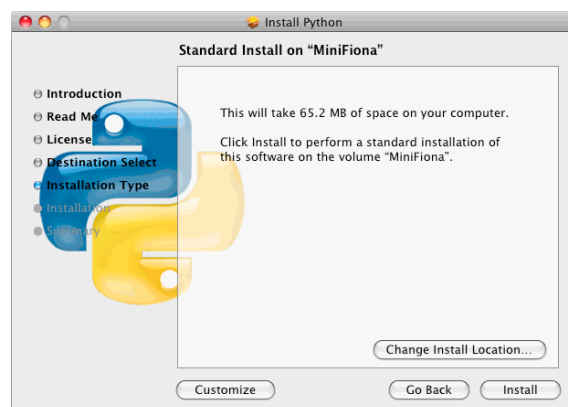 Install Python
Standard Install on “MiniFiona”
Introduction
Read Me
License
Destination Select
Installation Type
Installation
Summary
This will take 65.2 MB of space on your computer.
Click Install to perform a standard installation of
this software on the volume “MiniFiona”.
Change Install Location...
Customize
Go Back
Install